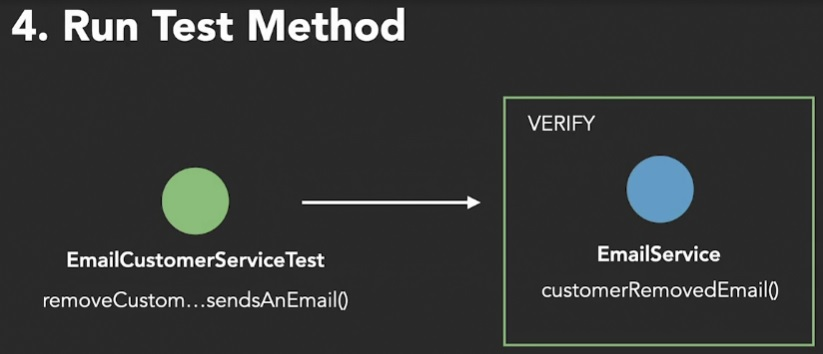 4. Run Test Method
VERIFY
EmailCustomerServiceTest
removeCustom...sendsAnEmail()
EmailService
customerRemovedEmail()